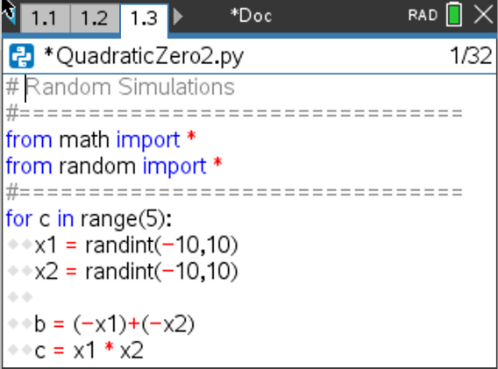 1.1 1.2 1.3 *Doc RAD
*QuadraticZero2.py 1/32
# Random Simulations
#================================
from math import *
from random import *
#================================
for c in range(5):
x1 = randint(-10,10)
x2 = randint(-10,10)
b = (-x1)+(-x2)
c = x1 * x2